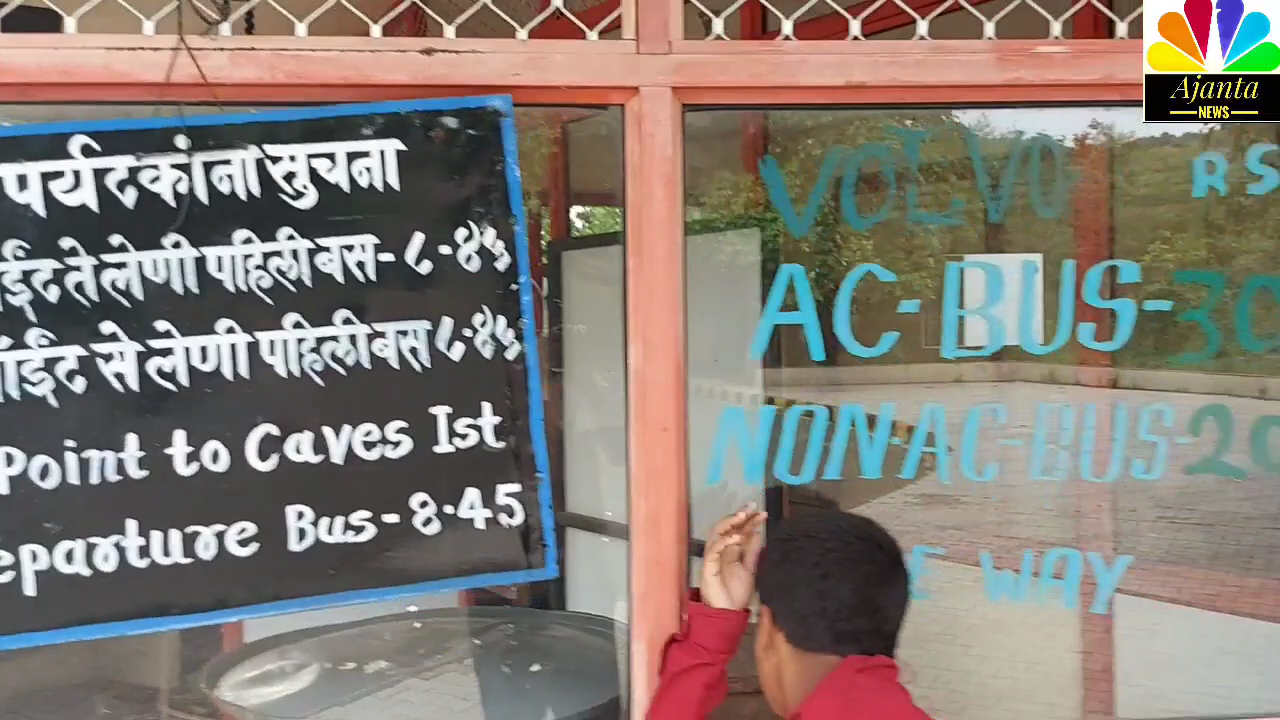 पर्यटकांना सुचना
ते लेणी पहिली बस- ८-४५
से लेणी पहिली बस ८-४५
Point to Caves Ist
Bus-8.45
VOLVO RS
AC-BUS-30
NON-AC-BUS-20
WAY
Ajanta
NEWS